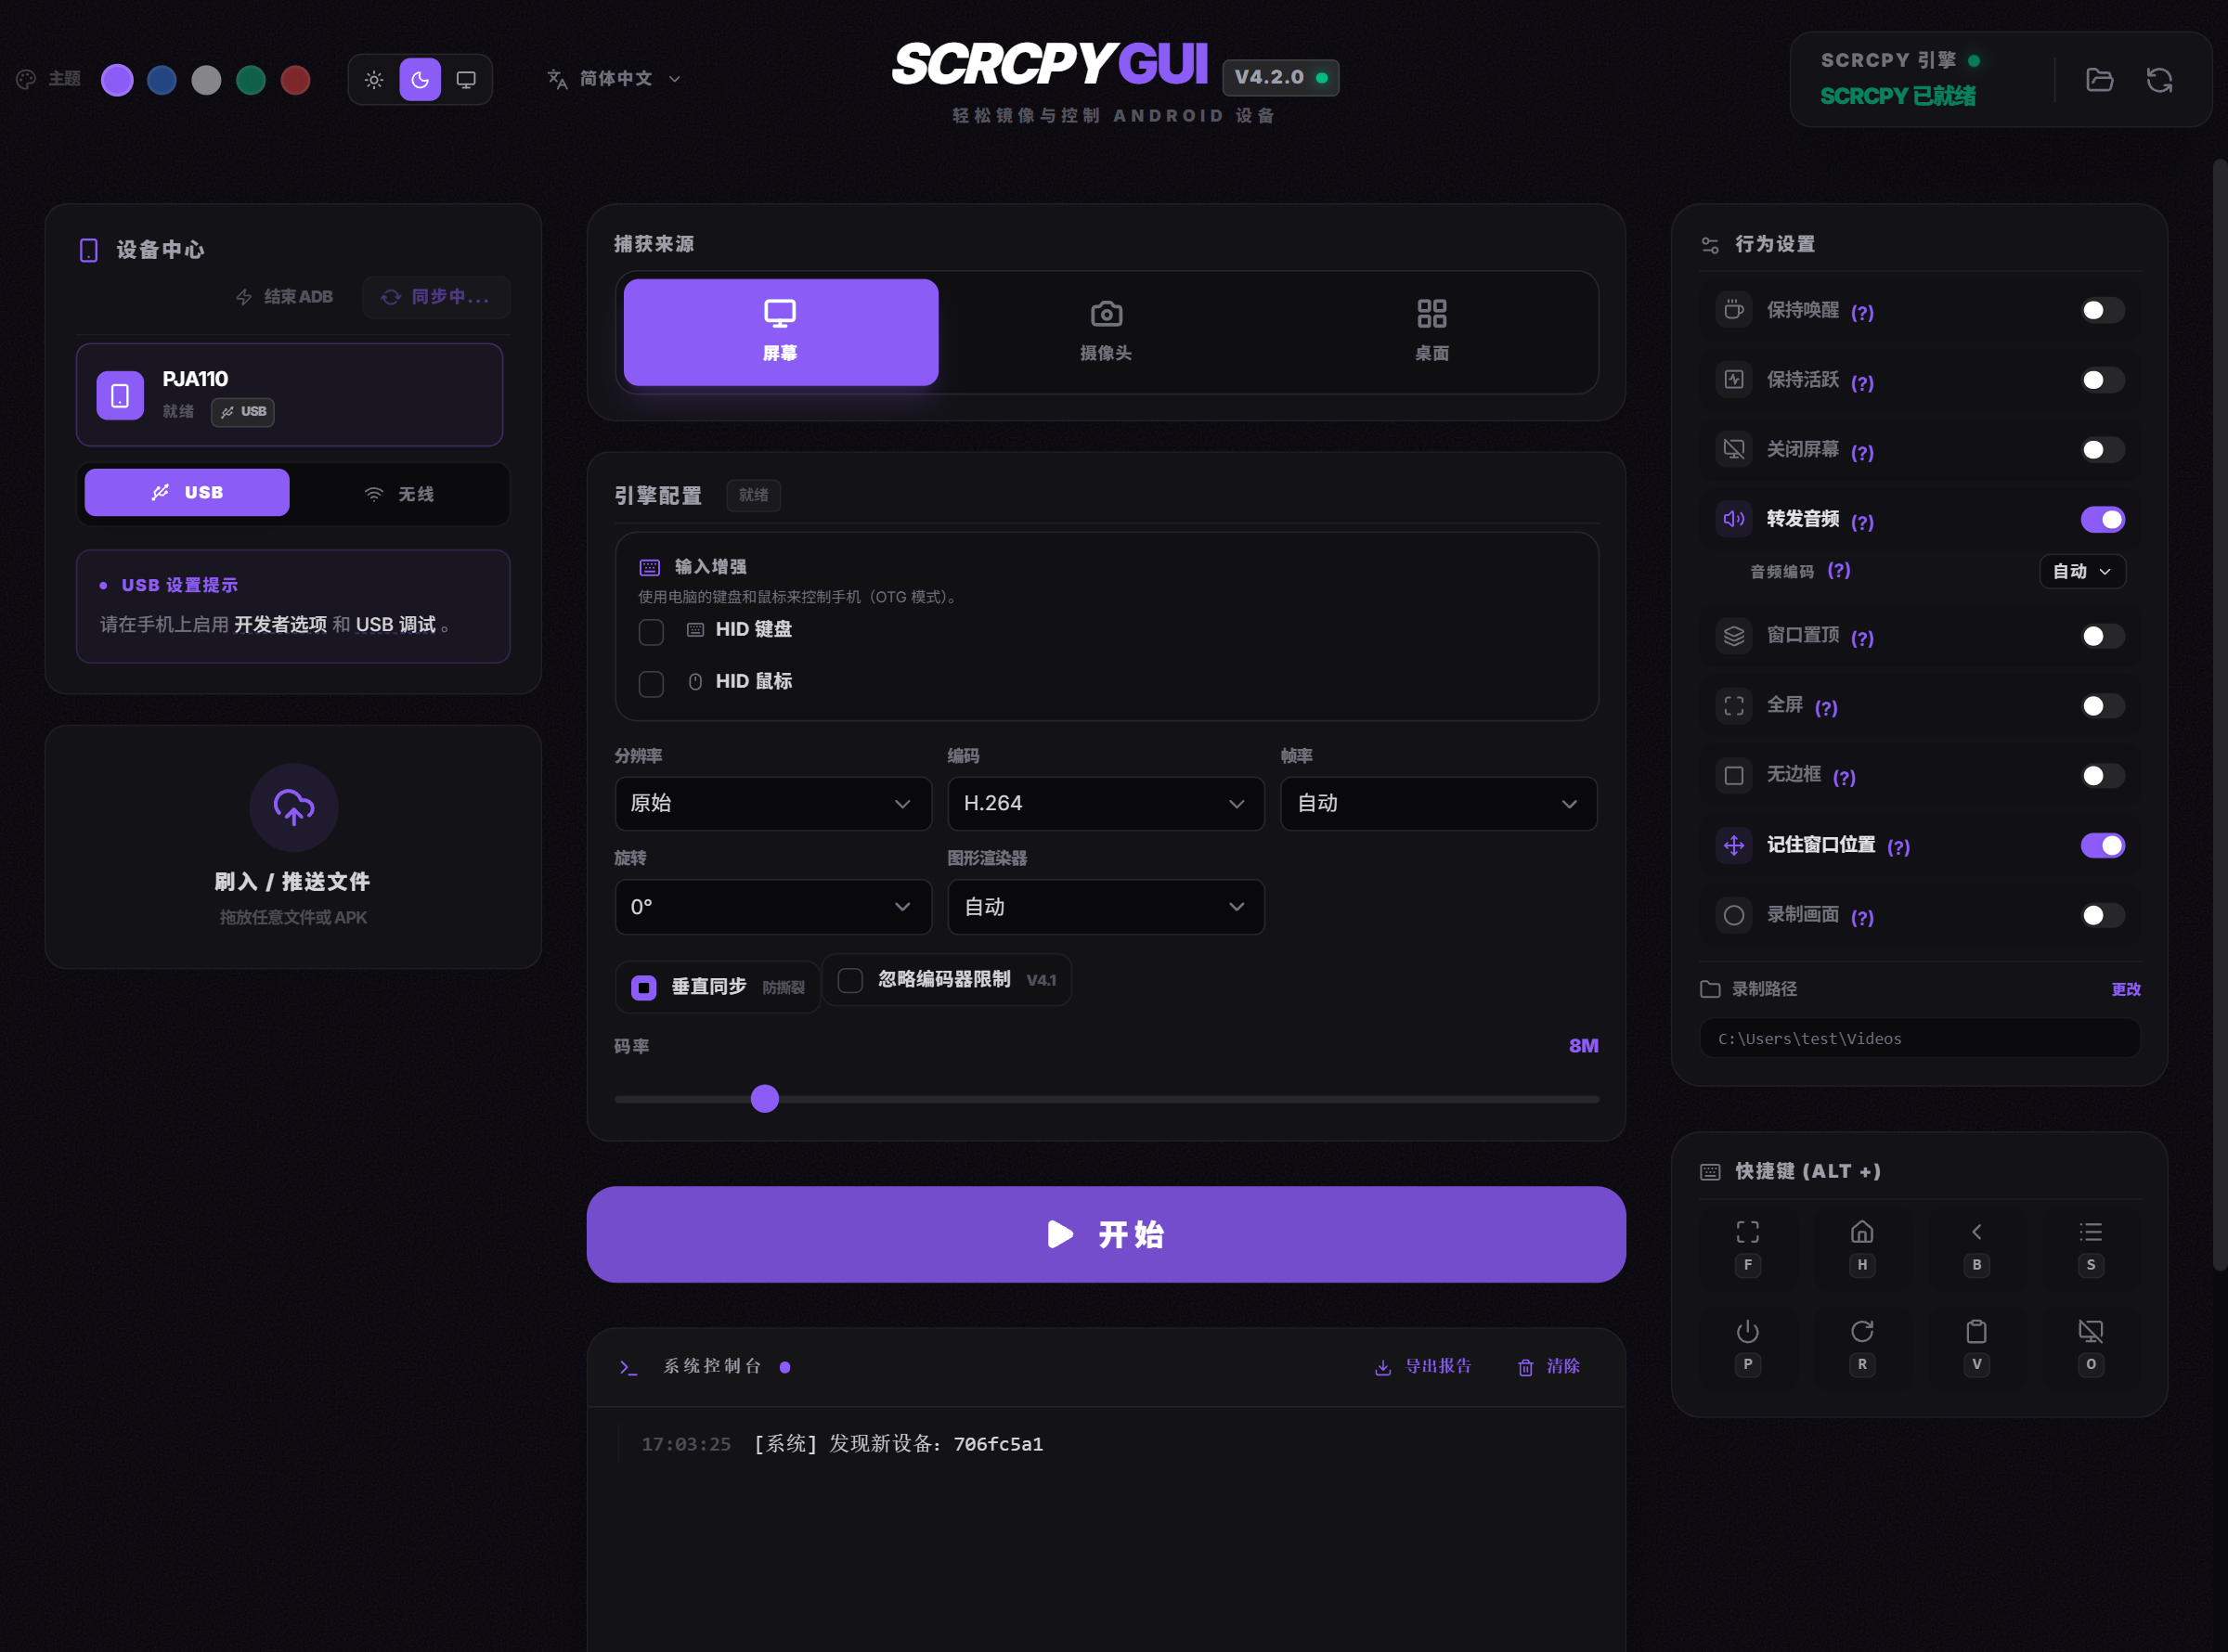 主题
简体中文
SCRCPY GUI V4.2.0
轻松镜像与控制 ANDROID 设备
SCRCPY 引擎
SCRCPY 已就绪
设备中心
结束 ADB
同步中...
PJA110
就绪
USB
USB
无线
USB 设置提示
请在手机上启用 开发者选项 和 USB 调试 。
刷入 / 推送文件
拖放任意文件或 APK
捕获来源
屏幕
摄像头
桌面
引擎配置
就绪
输入增强
使用电脑的键盘和鼠标来控制手机（OTG 模式）。
HID 键盘
HID 鼠标
分辨率
编码
帧率
原始
H.264
自动
旋转
图形渲染器
0°
自动
垂直同步 防撕裂
忽略编码器限制 V4.1
码率
8M
开始
系统控制台
导出报告
清除
17:03:25 [系统] 发现新设备: 706fc5a1
行为设置
保持唤醒 (?)
保持活跃 (?)
关闭屏幕 (?)
转发音频 (?)
音频编码 (?)
自动
窗口置顶 (?)
全屏 (?)
无边框 (?)
记住窗口位置 (?)
录制画面 (?)
录制路径
更改
C:\Users\test\Videos
快捷键 (ALT +)
F
H
B
S
P
R
V
O